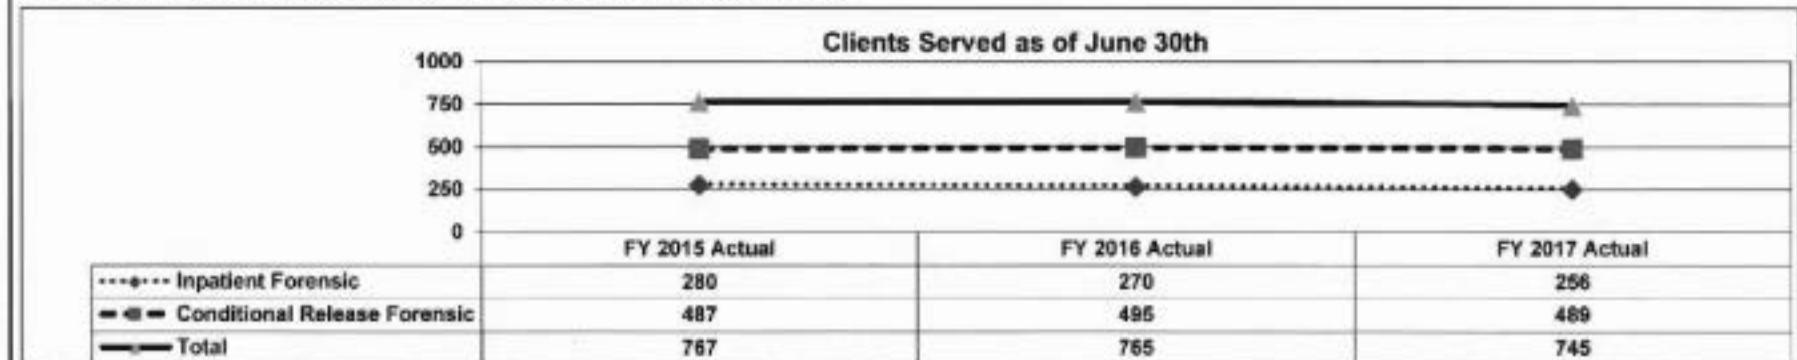 Clients Served as of June 30th
1000
750
500
250
0
FY 2015 Actual FY 2016 Actual FY 2017 Actual
Inpatient Forensic 280 270 256
Conditional Release Forensic 487 495 489
Total 767 765 745